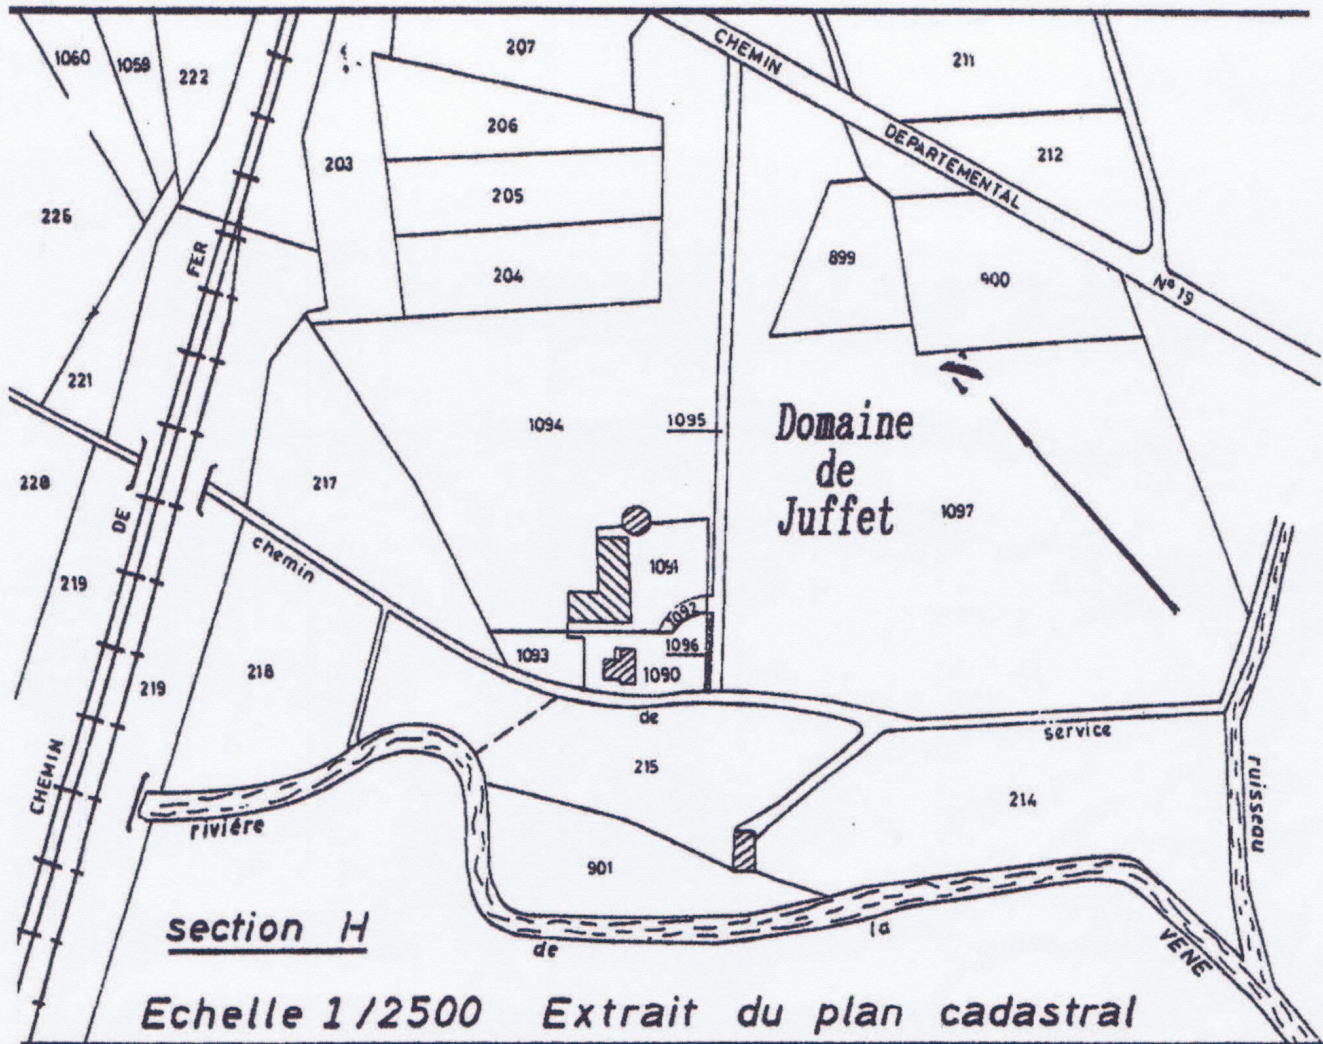 1060
1059
222
207
CHEMIN DEPARTEMENTAL Nº 19
211
206
212
203
205
226
204
899
900
FER
221
1094
1095
Domaine
de
Juffet
228
217
1097
DE
chemin
1091
219
1092
1096
1093
1090
218
219
de
service
215
CHEMIN
214
ruisseau
rivière
901
section H
de
la
VENE
Echelle 1/2500 Extrait du plan cadastral